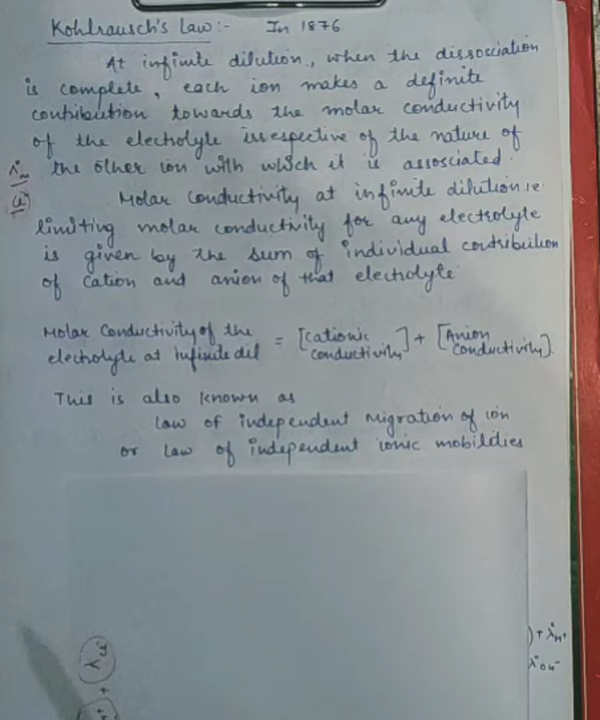 Kohlrausch's Law :- In 1876
At infinite dilution, when the dissosciation
is complete, each ion makes a definite
contribution towards the molar conductivity
of the electrolyte irrespective of the nature of
the other ion with which it is assosciated.
Molar conductivity at infinite dilution i.e
limiting molar conductivity for any electrolyte
is given by the sum of individual contribution
of cation and anion of that electrolyte
Molar Conductivity of the
electrolyte at infinite dil = [Cationic conductivity] + [Anion conductivity].
This is also known as
law of independent migration of ion
or law of independent ionic mobilities
) + λ°H+
λ°OH-